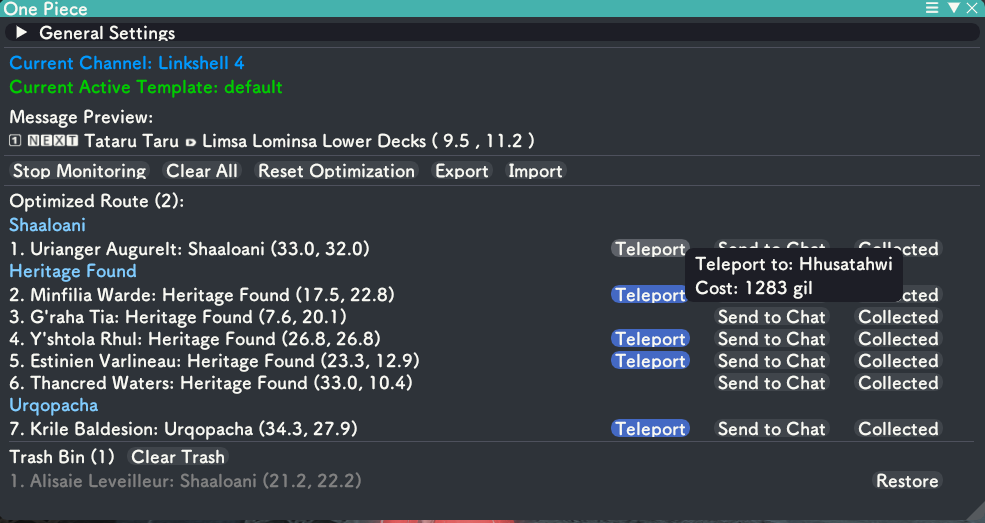 One Piece
General Settings
Current Channel: Linkshell 4
Current Active Template: default
Message Preview:
1 NEXT Tataru Taru Limsa Lominsa Lower Decks ( 9.5 , 11.2 )
Stop Monitoring Clear All Reset Optimization Export Import
Optimized Route (2):
Shaaloani
1. Urianger Augurelt: Shaaloani (33.0, 32.0) Teleport Send to Chat Collected
Teleport to: Hhusatahwi
Cost: 1283 gil
Heritage Found
2. Minfilia Warde: Heritage Found (17.5, 22.8) Teleport
3. G'raha Tia: Heritage Found (7.6, 20.1) Send to Chat Collected
4. Y'shtola Rhul: Heritage Found (26.8, 26.8) Teleport Send to Chat Collected
5. Estinien Varlineau: Heritage Found (23.3, 12.9) Teleport Send to Chat Collected
6. Thancred Waters: Heritage Found (33.0, 10.4) Send to Chat Collected
Urqopacha
7. Krile Baldesion: Urqopacha (34.3, 27.9) Teleport Send to Chat Collected
Trash Bin (1) Clear Trash
1. Alisaie Leveilleur: Shaaloani (21.2, 22.2) Restore